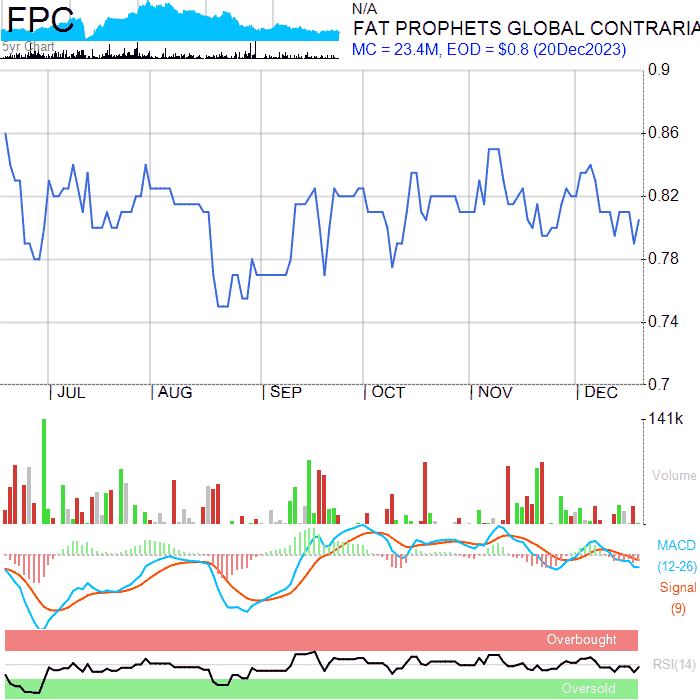 FPC
5yr Chart
N/A
FAT PROPHETS GLOBAL CONTRARIA
MC = 23.4M, EOD = $0.8 (20Dec2023)
0.9
0.86
0.82
0.78
0.74
0.7
JUL
AUG
SEP
OCT
NOV
DEC
141k
Volume
MACD
(12-26)
Signal
(9)
Overbought
RSI(14)
Oversold